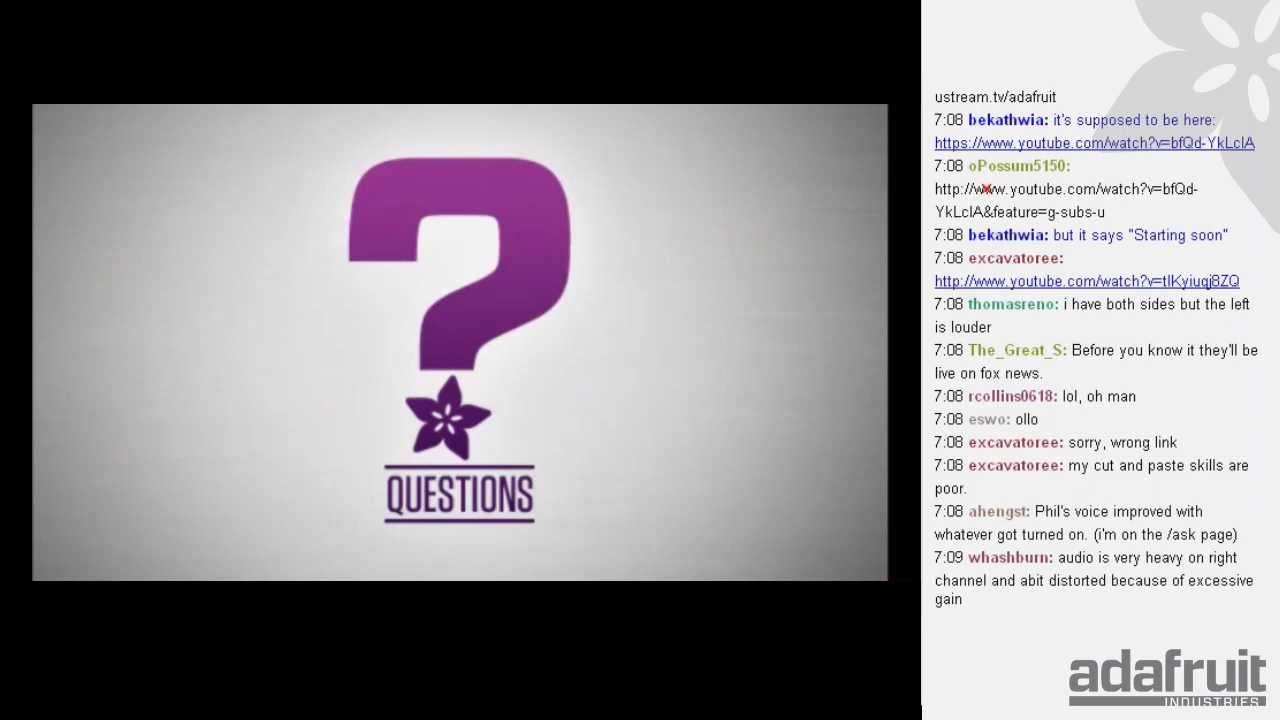 ?
QUESTIONS
ustream.tv/adafruit
7:08 bekathwia: it's supposed to be here:
https://www.youtube.com/watch?v=bfQd-YkLclA
7:08 oPossum5150:
http://www.youtube.com/watch?v=bfQd-
YkLclA&feature=g-subs-u
7:08 bekathwia: but it says "Starting soon"
7:08 excavatoree:
http://www.youtube.com/watch?v=tlKyiuqj8ZQ
7:08 thomasreno: i have both sides but the left
is louder
7:08 The_Great_S: Before you know it they'll be
live on fox news.
7:08 rcollins0618: lol, oh man
7:08 eswo: ollo
7:08 excavatoree: sorry, wrong link
7:08 excavatoree: my cut and paste skills are
poor.
7:08 ahengst: Phil's voice improved with
whatever got turned on. (i'm on the /ask page)
7:09 whashburn: audio is very heavy on right
channel and abit distorted because of excessive
gain
adafruit
INDUSTRIES